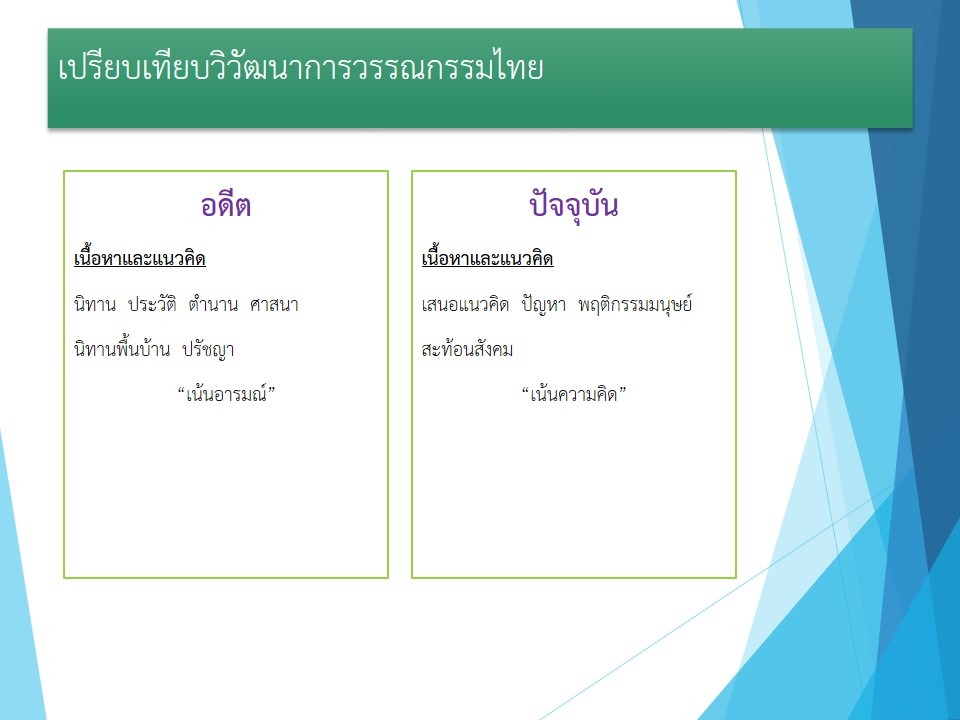 เปรียบเทียบวิวัฒนาการวรรณกรรมไทย
อดีต
เนื้อหาและแนวคิด
นิทาน ประวัติ ตำนาน ศาสนา
นิทานพื้นบ้าน ปรัชญา
“เน้นอารมณ์”
ปัจจุบัน
เนื้อหาและแนวคิด
เสนอแนวคิด ปัญหา พฤติกรรมมนุษย์
สะท้อนสังคม
“เน้นความคิด”